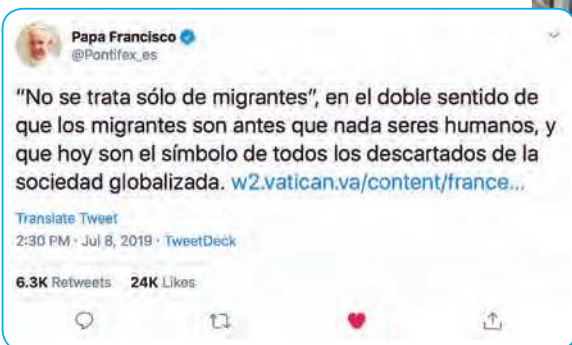 Papa Francisco
@Pontifex_es
“No se trata sólo de migrantes”, en el doble sentido de
que los migrantes son antes que nada seres humanos, y
que hoy son el símbolo de todos los descartados de la
sociedad globalizada. w2.vatican.va/content/france...
Translate Tweet
2:30 PM · Jul 8, 2019 · TweetDeck
6.3K Retweets 24K Likes